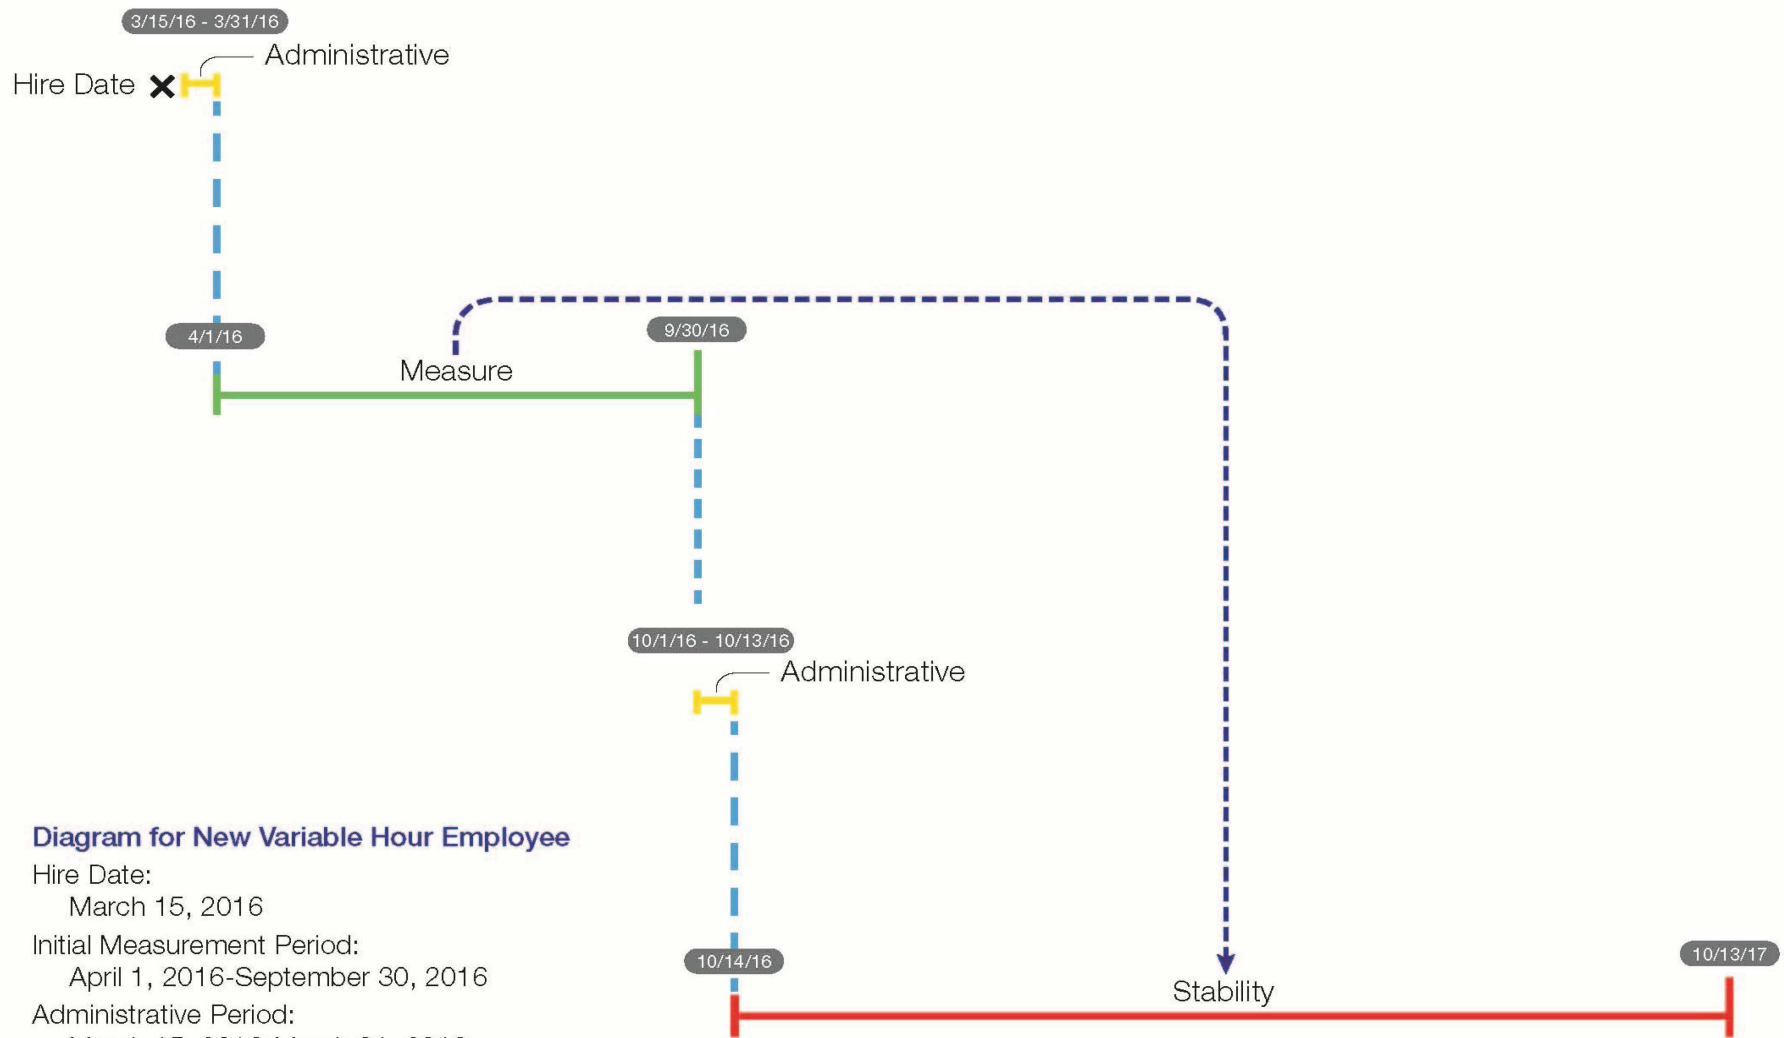 3/15/16 - 3/31/16
Administrative
Hire Date
4/1/16
9/30/16
Measure
10/1/16 - 10/13/16
Administrative
Diagram for New Variable Hour Employee
Hire Date:
March 15, 2016
Initial Measurement Period:
April 1, 2016-September 30, 2016
Administrative Period:
10/14/16
10/13/17
Stability